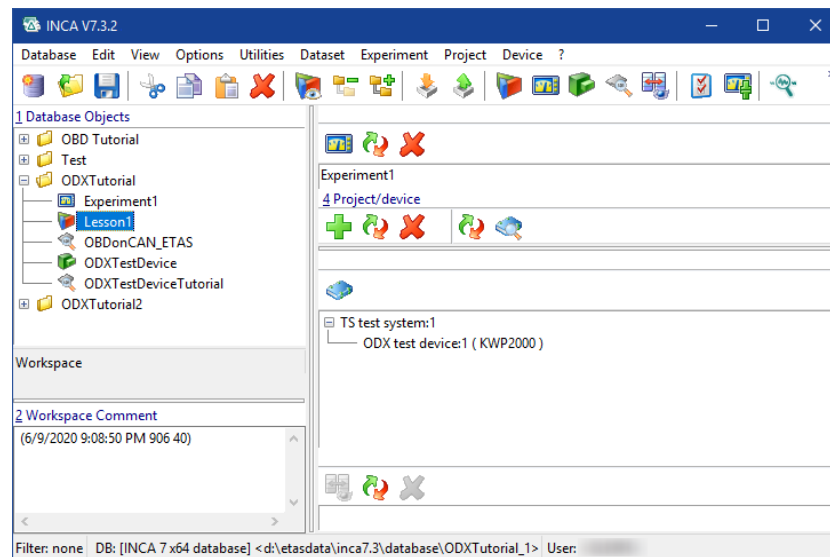 INCA V7.3.2
Database Edit View Options Utilities Dataset Experiment Project Device ?
1 Database Objects
OBD Tutorial
Test
ODXTutorial
Experiment1
Lesson1
OBDonCAN_ETAS
ODXTestDevice
ODXTestDeviceTutorial
ODXTutorial2
Workspace
2 Workspace Comment
(6/9/2020 9:08:50 PM 906 40)
Experiment1
4 Project/device
TS test system:1
ODX test device:1 ( KWP2000 )
Filter: none DB: [INCA 7 x64 database] <d:\etasdata\inca7.3\database\ODXTutorial_1> User: